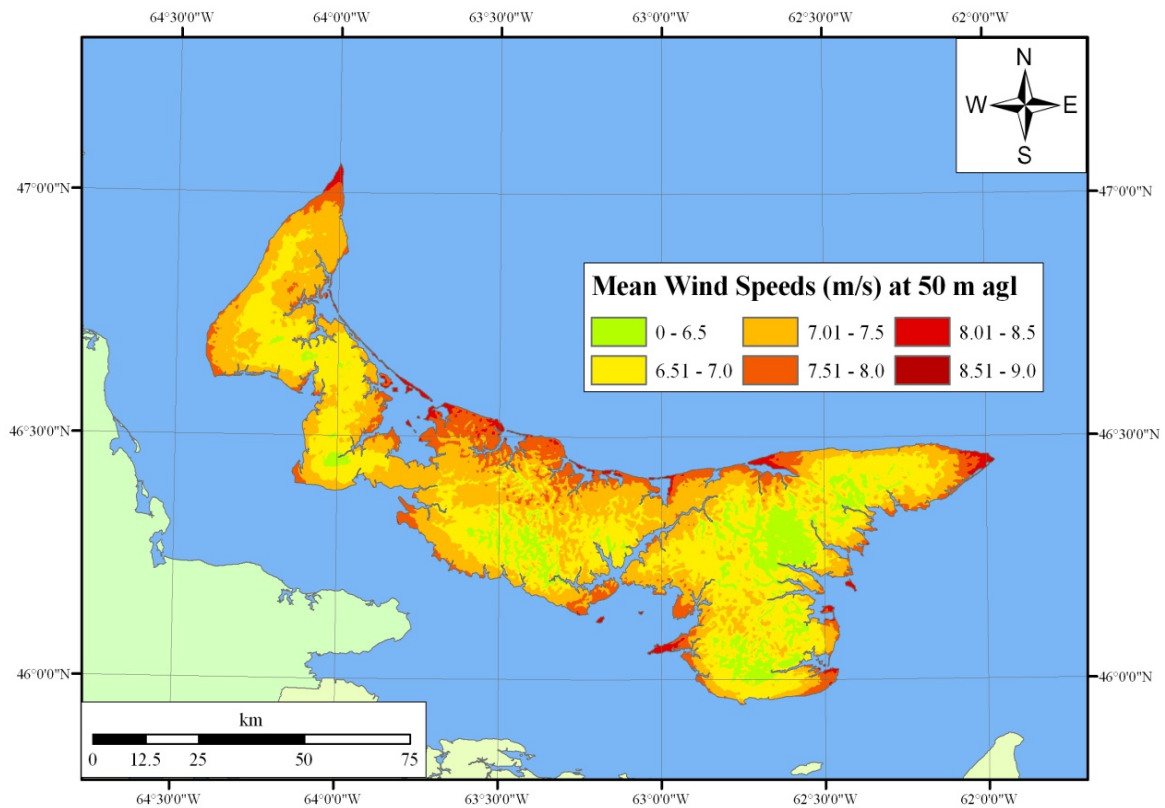 64°30'0"W 64°0'0"W 63°30'0"W 63°0'0"W 62°30'0"W 62°0'0"W
N
W E
S
47°0'0"N 47°0'0"N
Mean Wind Speeds (m/s) at 50 m agl
0 - 6.5 7.01 - 7.5 8.01 - 8.5
6.51 - 7.0 7.51 - 8.0 8.51 - 9.0
46°30'0"N 46°30'0"N
46°0'0"N 46°0'0"N
km
0 12.5 25 50 75
64°30'0"W 64°0'0"W 63°30'0"W 63°0'0"W 62°30'0"W 62°0'0"W